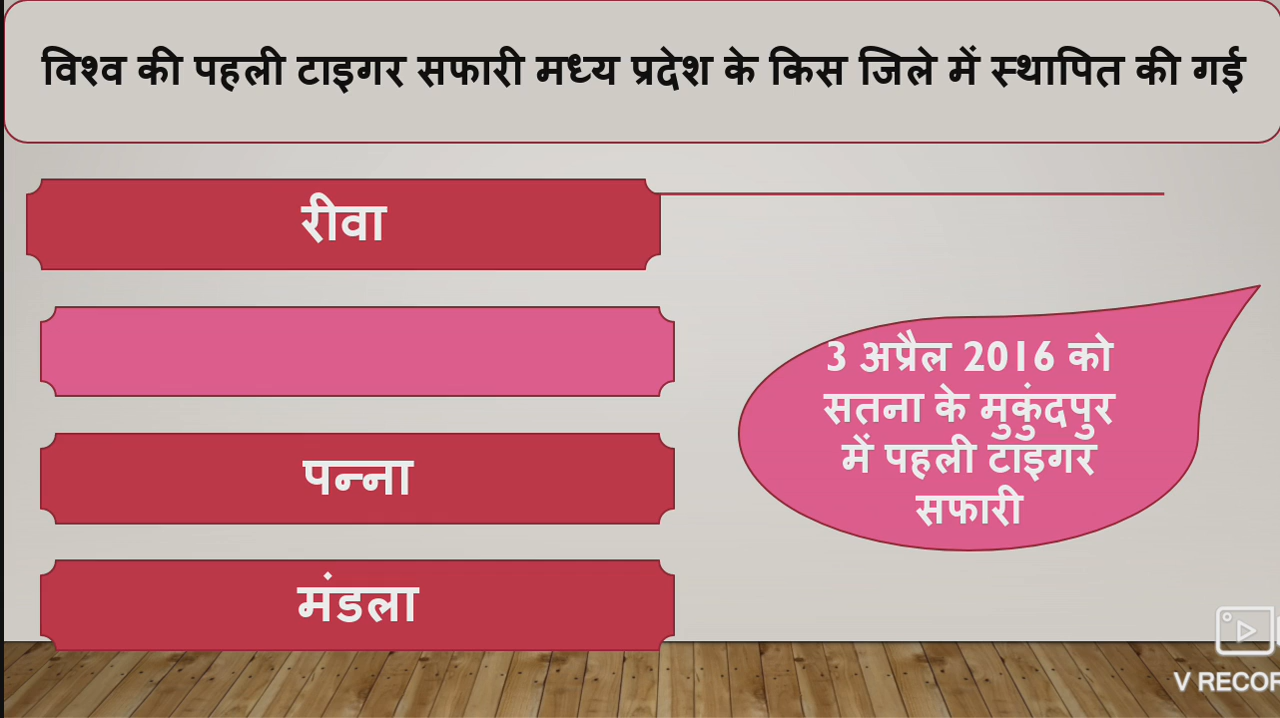 विश्व की पहली टाइगर सफारी मध्य प्रदेश के किस जिले में स्थापित की गई
रीवा
पन्ना
मंडला
3 अप्रैल 2016 को
सतना के मुकुंदपुर
में पहली टाइगर
सफारी
V RECOR